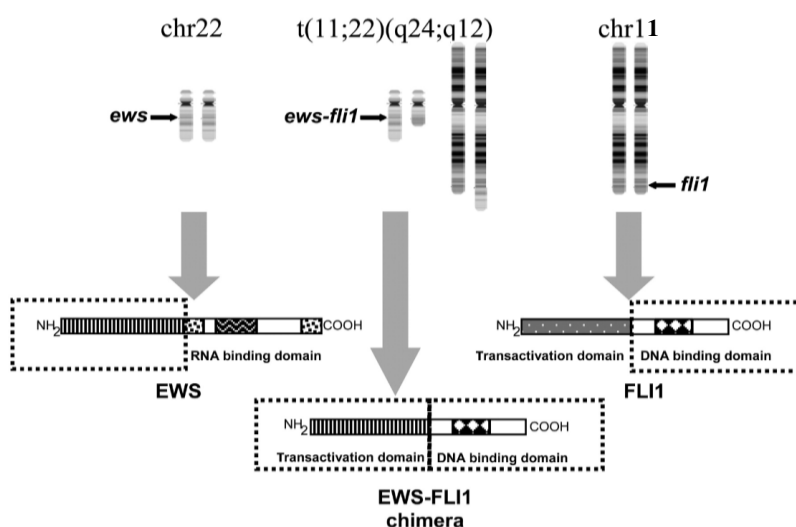 chr22
t(11;22)(q24;q12)
chr11
ews
ews-fli1
fli1
NH2
COOH
RNA binding domain
EWS
NH2
COOH
Transactivation domain
DNA binding domain
FLI1
NH2
COOH
Transactivation domain
DNA binding domain
EWS-FLI1
chimera